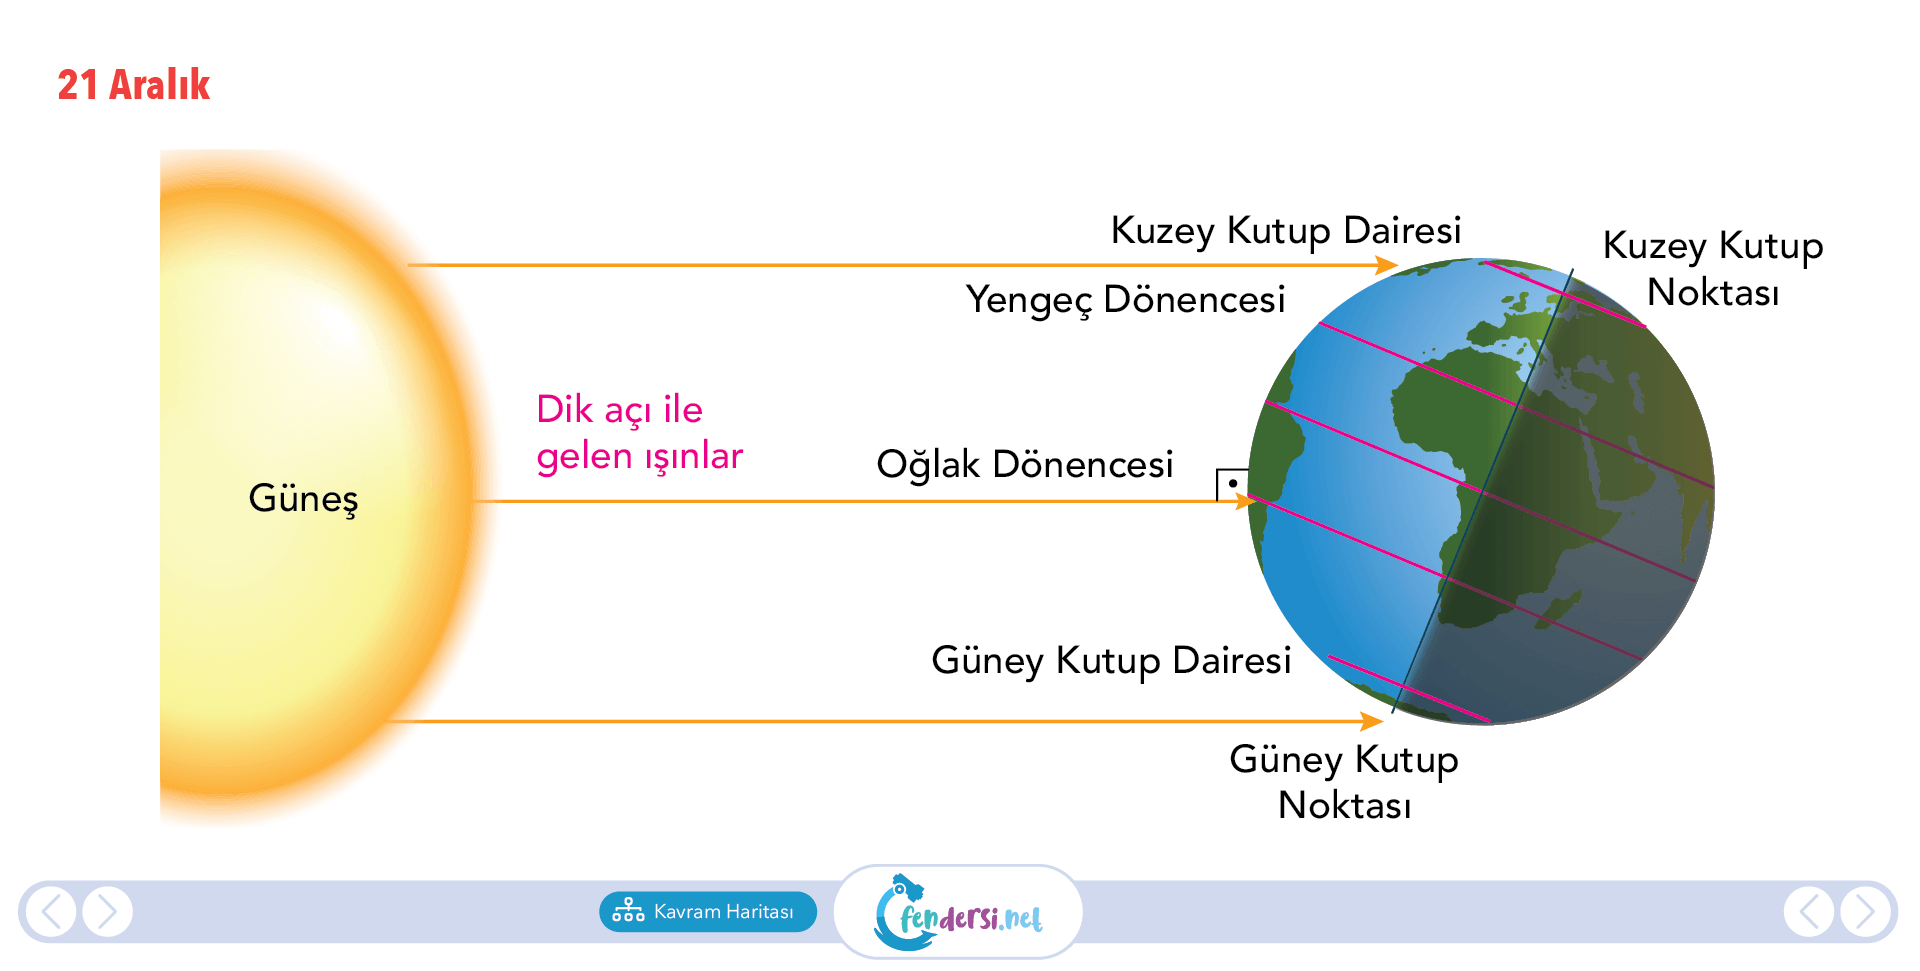 21 Aralık
Kuzey Kutup Dairesi
Kuzey Kutup
Noktası
Yengeç Dönencesi
Dik açı ile
gelen ışınlar
Oğlak Dönencesi
Güneş
Güney Kutup Dairesi
Güney Kutup
Noktası
Kavram Haritası
fendersi.net